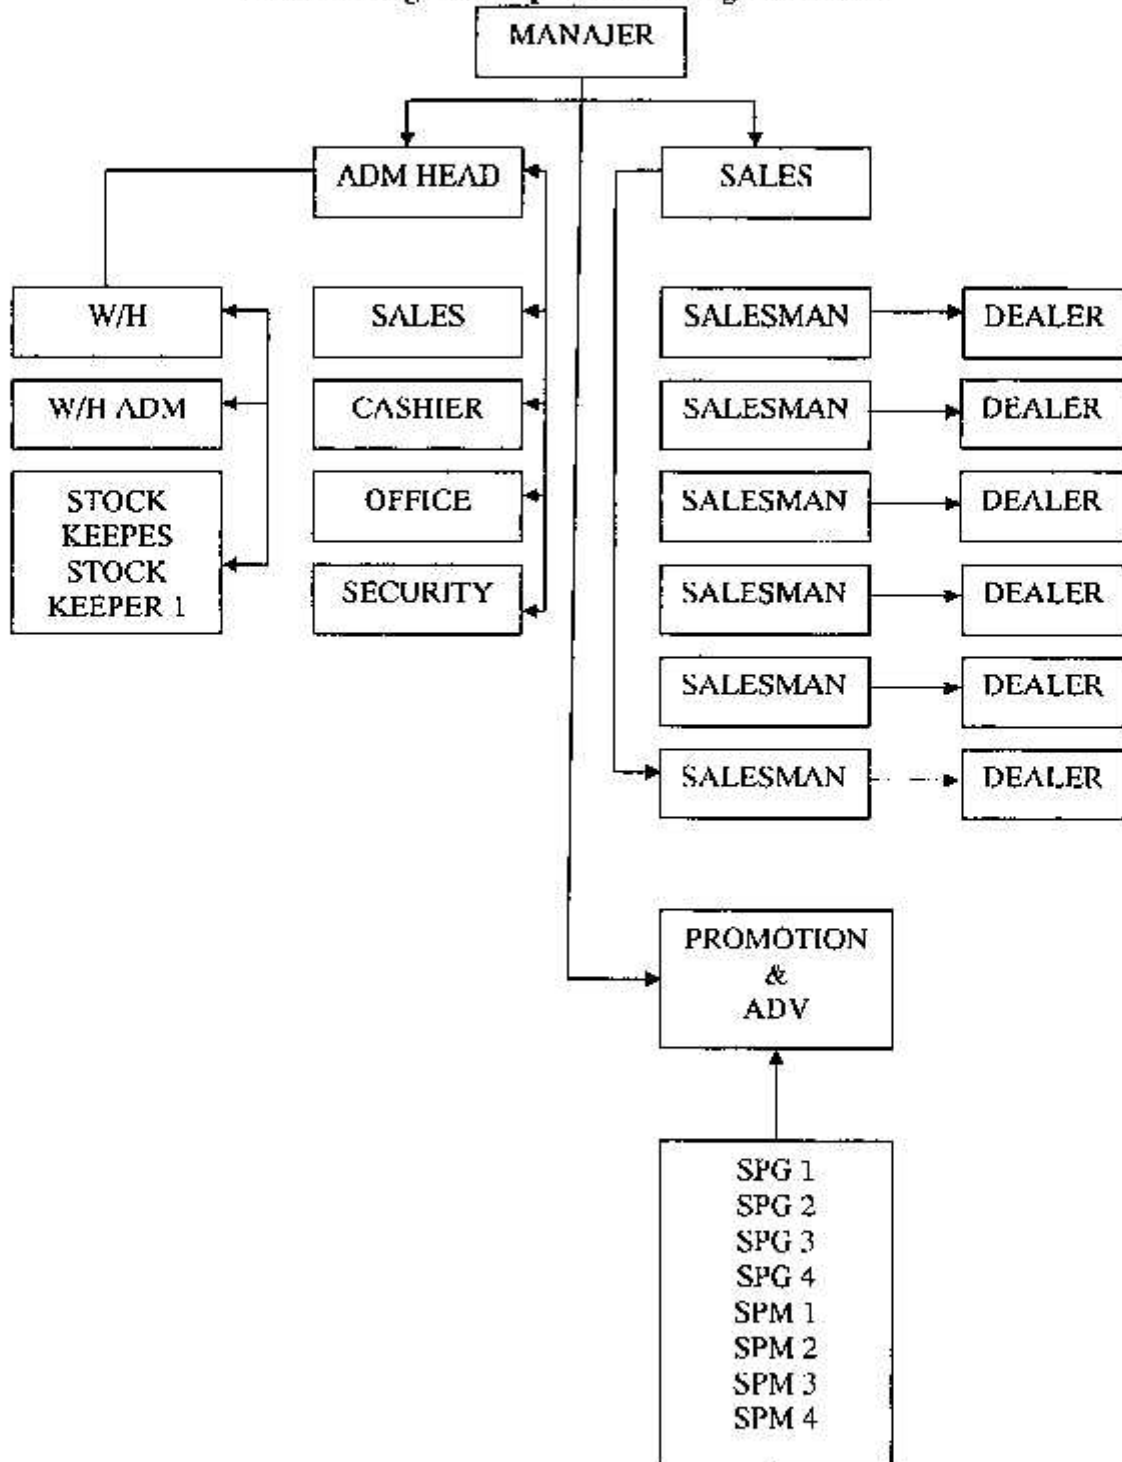 MANAJER
ADM HEAD
SALES
W/H
SALES
SALESMAN
DEALER
W/H ADM
CASHIER
SALESMAN
DEALER
STOCK
KEEPES
STOCK
KEEPER 1
OFFICE
SALESMAN
DEALER
SECURITY
SALESMAN
DEALER
SALESMAN
DEALER
SALESMAN
DEALER
PROMOTION
&
ADV
SPG 1
SPG 2
SPG 3
SPG 4
SPM 1
SPM 2
SPM 3
SPM 4